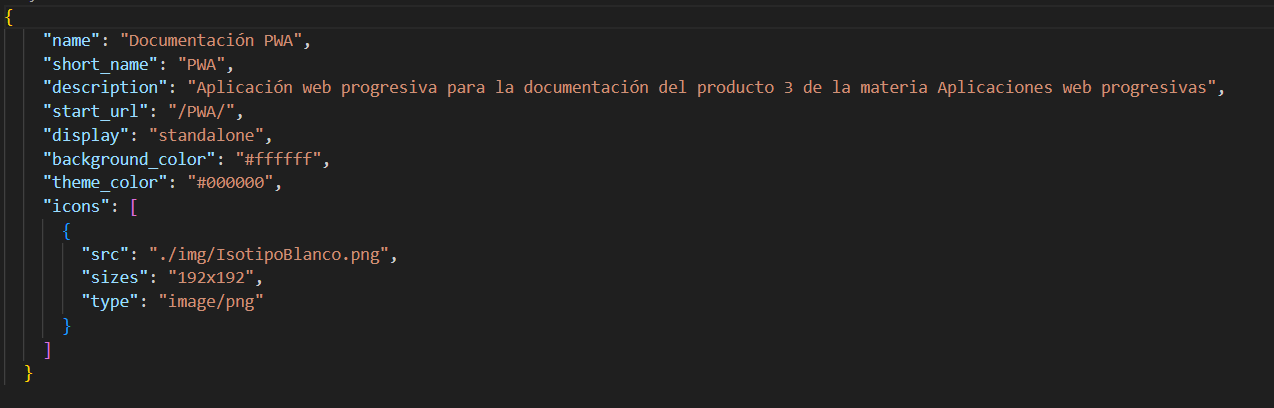 {
"name": "Documentación PWA",
"short_name": "PWA",
"description": "Aplicación web progresiva para la documentación del producto 3 de la materia Aplicaciones web progresivas",
"start_url": "/PWA/",
"display": "standalone",
"background_color": "#ffffff",
"theme_color": "#000000",
"icons": [
{
"src": "./img/IsotipoBlanco.png",
"sizes": "192x192",
"type": "image/png"
}
]
}